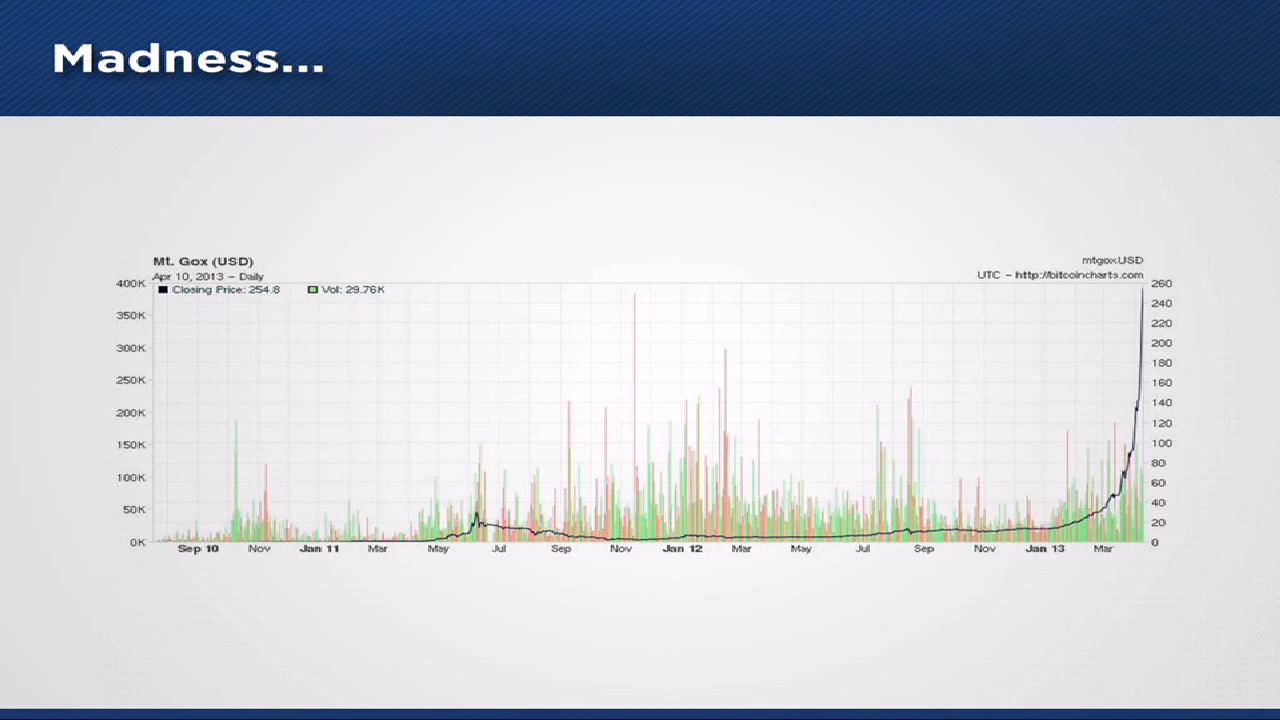 Madness...
Mt. Gox (USD)
mtgoxUSD
Apr 10, 2013 – Daily
UTC – http://bitcoincharts.com
Closing Price: 254.8
Vol: 29.76K
400K
350K
300K
250K
200K
150K
100K
50K
0K
260
240
220
200
180
160
140
120
100
80
60
40
20
0
Sep 10 Nov Jan 11 Mar May Jul Sep Nov Jan 12 Mar May Jul Sep Nov Jan 13 Mar